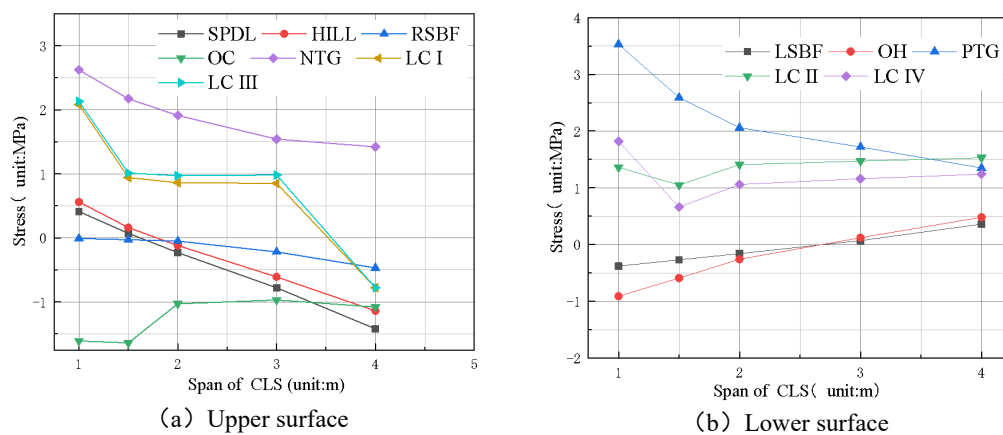 SPDL HILL RSBF
OC NTG LC I
LC III
3
2
1
0
-1
Stress( unit:MPa)
1 2 3 4 5
Span of CLS (unit:m)
(a) Upper surface
LSBF OH PTG
LC II LC IV
4
3
2
1
0
-1
-2
Stress( unit:MPa)
1 2 3 4
Span of CLS( unit:m)
(b) Lower surface